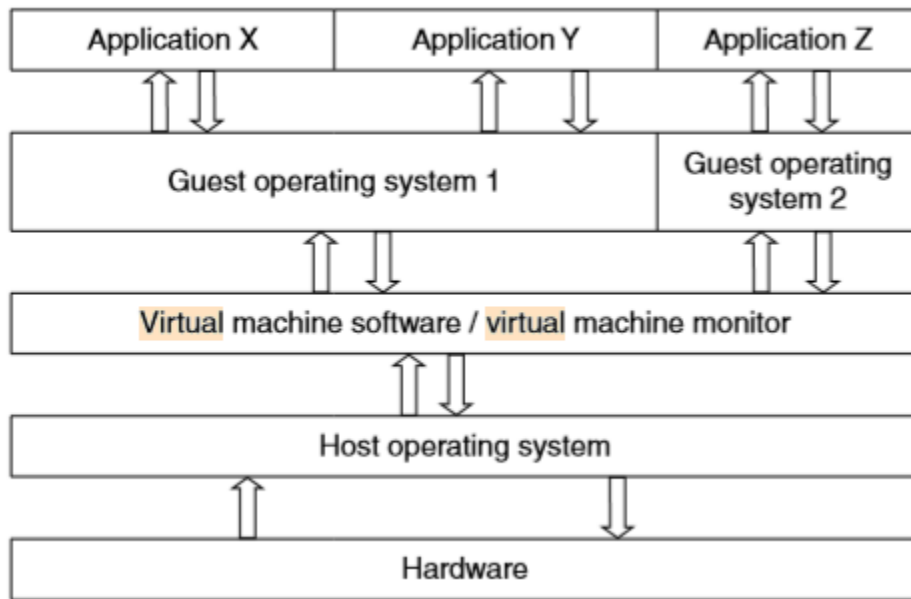 Application X
Application Y
Application Z
Guest operating system 1
Guest operating
system 2
Virtual machine software / virtual machine monitor
Host operating system
Hardware